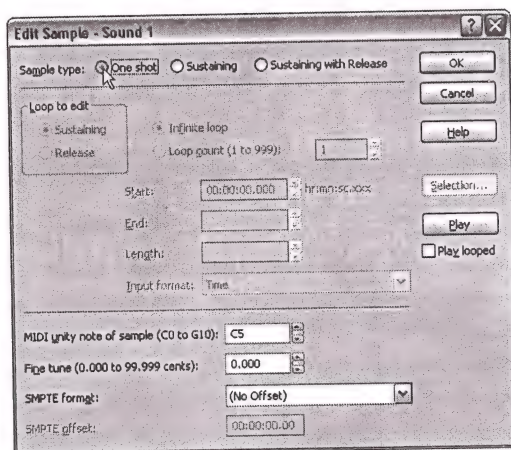 Edit Sample - Sound 1
Sample type: One shot Sustaining Sustaining with Release
OK
Cancel
Help
Loop to edit
Sustaining
Release
Infinite loop
Loop count (1 to 999): 1
Start: 00:00:00.000 hr:mn:sc.xxx
End:
Length:
Input format: Time
Selection...
Play
Play looped
MIDI unity note of sample (C0 to G10): C5
Fine tune (0.000 to 99.999 cents): 0.000
SMPTE format: (No Offset)
SMPTE offset: 00:00:00.00